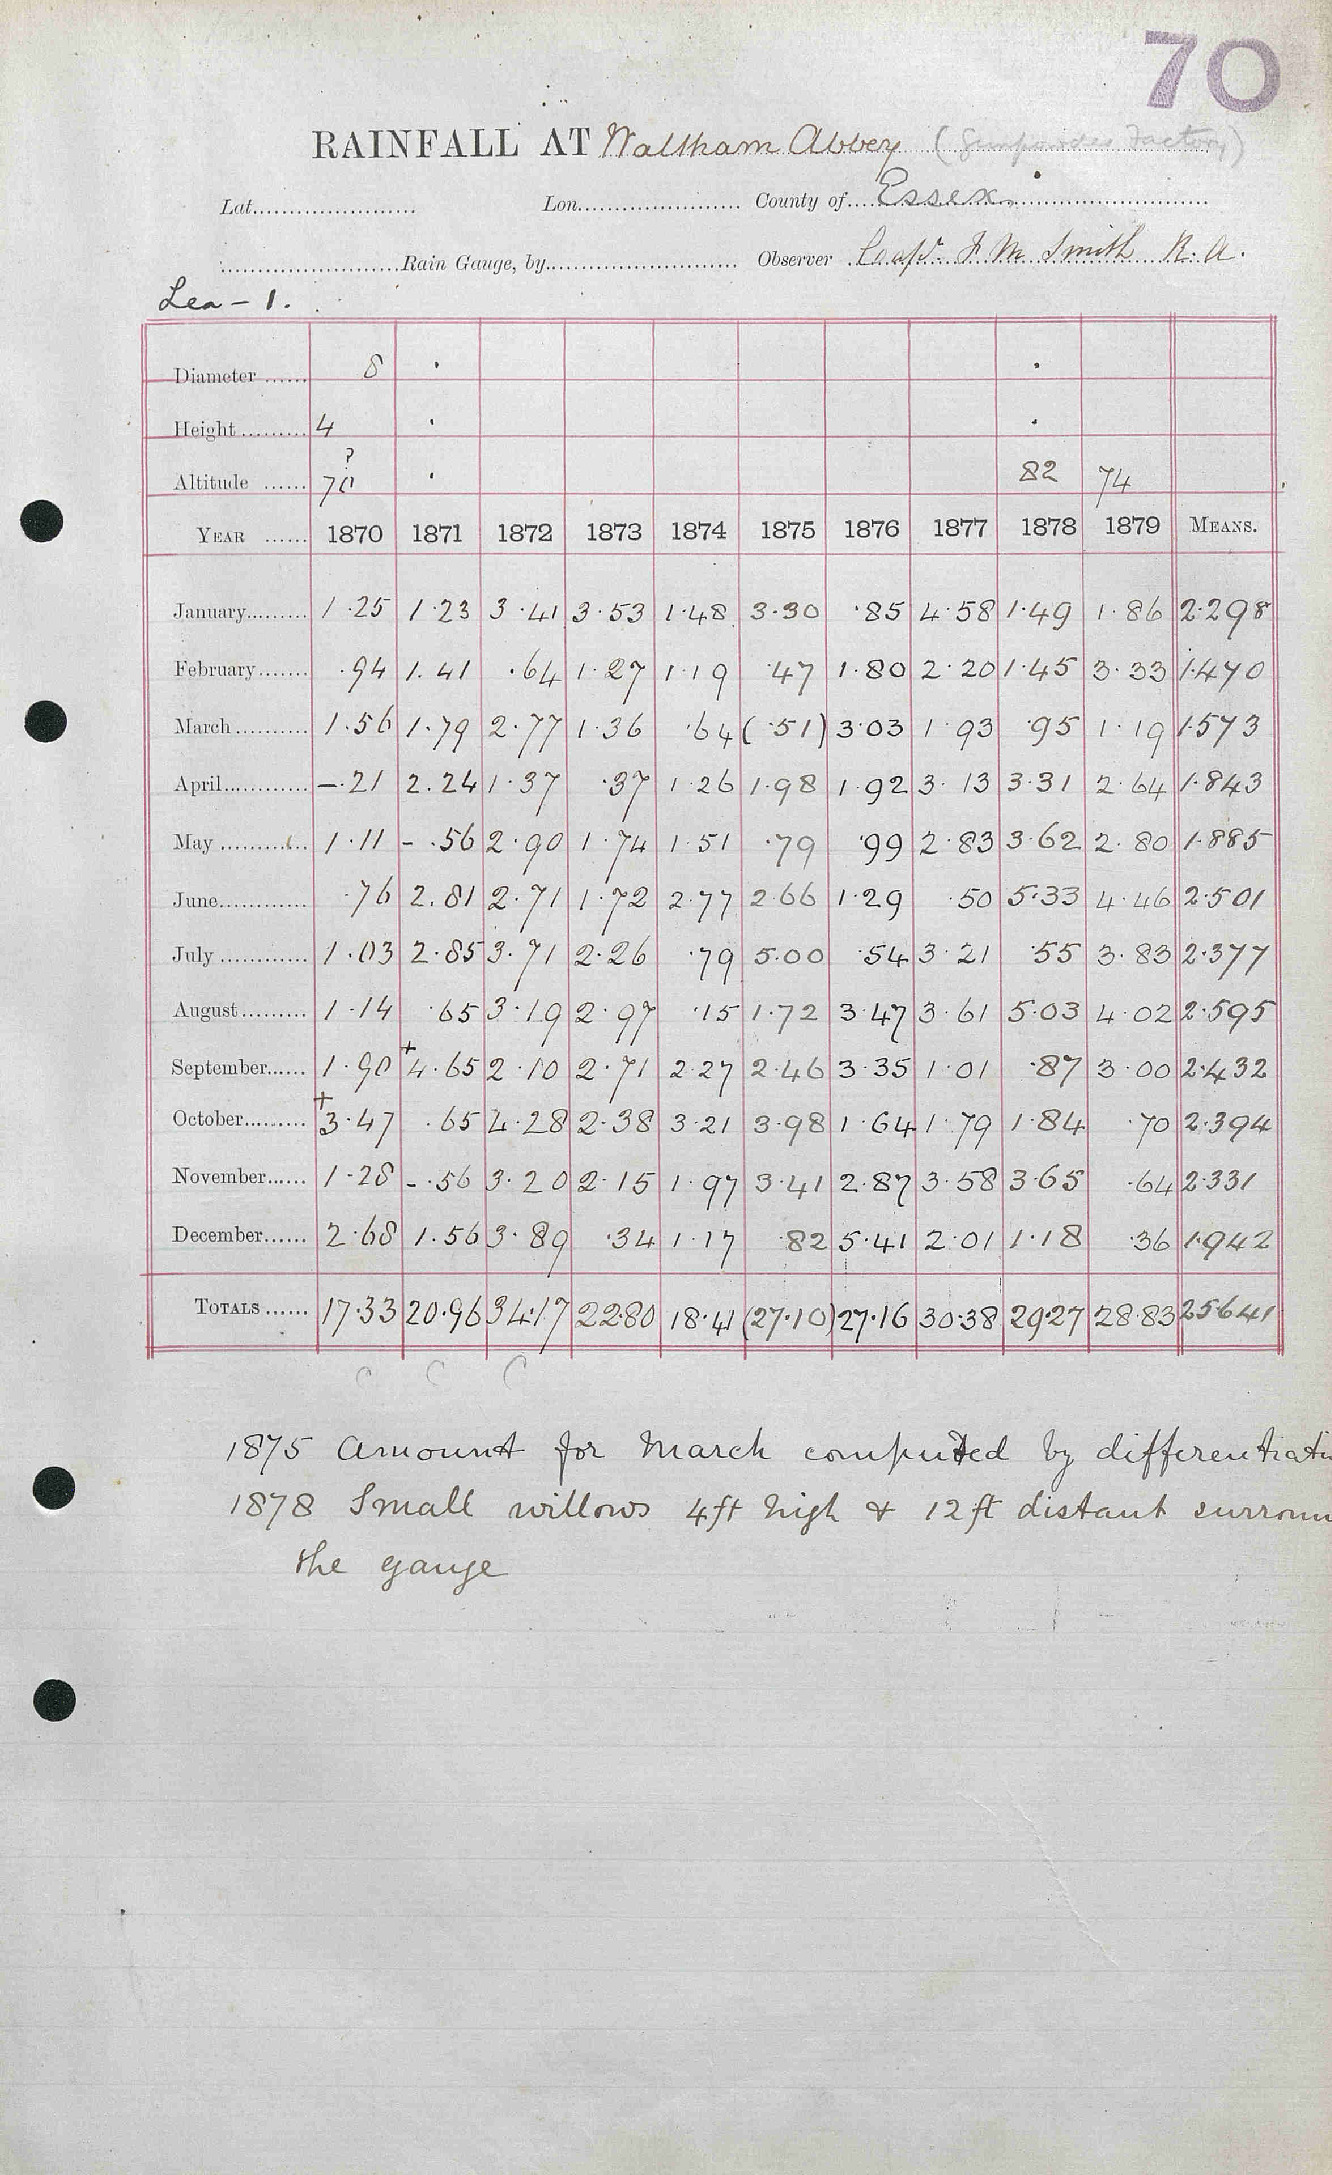 70
RAINFALL AT Waltham Abbey (Gunpowder Factory)
Lat. Lon. County of Essex.
Rain Gauge, by Observer Capt. J M Smith R.A.
Lea - 1.
Diameter 8
Height 4
?
Altitude 70 82 74
YEAR 1870 1871 1872 1873 1874 1875 1876 1877 1878 1879 MEANS.
January 1.25 1.23 3.41 3.53 1.48 3.30 .85 4.58 1.49 1.86 2.298
February .94 1.41 .64 1.27 1.19 .47 1.80 2.20 1.45 3.33 1.470
March 1.56 1.79 2.77 1.36 .64 (.51) 3.03 1.93 .95 1.19 1.573
April -.21 2.24 1.37 .37 1.26 1.98 1.92 3.13 3.31 2.64 1.843
May 1.11 -.56 2.90 1.74 1.51 .79 .99 2.83 3.62 2.80 1.885
June .76 2.81 2.71 1.72 2.77 2.66 1.29 .50 5.33 4.46 2.501
July 1.03 2.85 3.71 2.26 .79 5.00 .54 3.21 .55 3.83 2.377
August 1.14 .65 3.19 2.97 .15 1.72 3.47 3.61 5.03 4.02 2.595
September 1.90 +4.65 2.10 2.71 2.27 2.46 3.35 1.01 .87 3.00 2.432
October +3.47 .65 4.28 2.38 3.21 3.98 1.64 1.79 1.84 .70 2.394
November 1.28 -.56 3.20 2.15 1.97 3.41 2.87 3.58 3.65 .64 2.331
December 2.68 1.56 3.89 .34 1.17 .82 5.41 2.01 1.18 .36 1.942
TOTALS 17.33 20.96 34.17 22.80 18.41 (27.10) 27.16 30.38 29.27 28.83 25.641
1875 Amount for March computed by differentiati
1878 Small willows 4ft high & 12ft distant surroun
the gauge